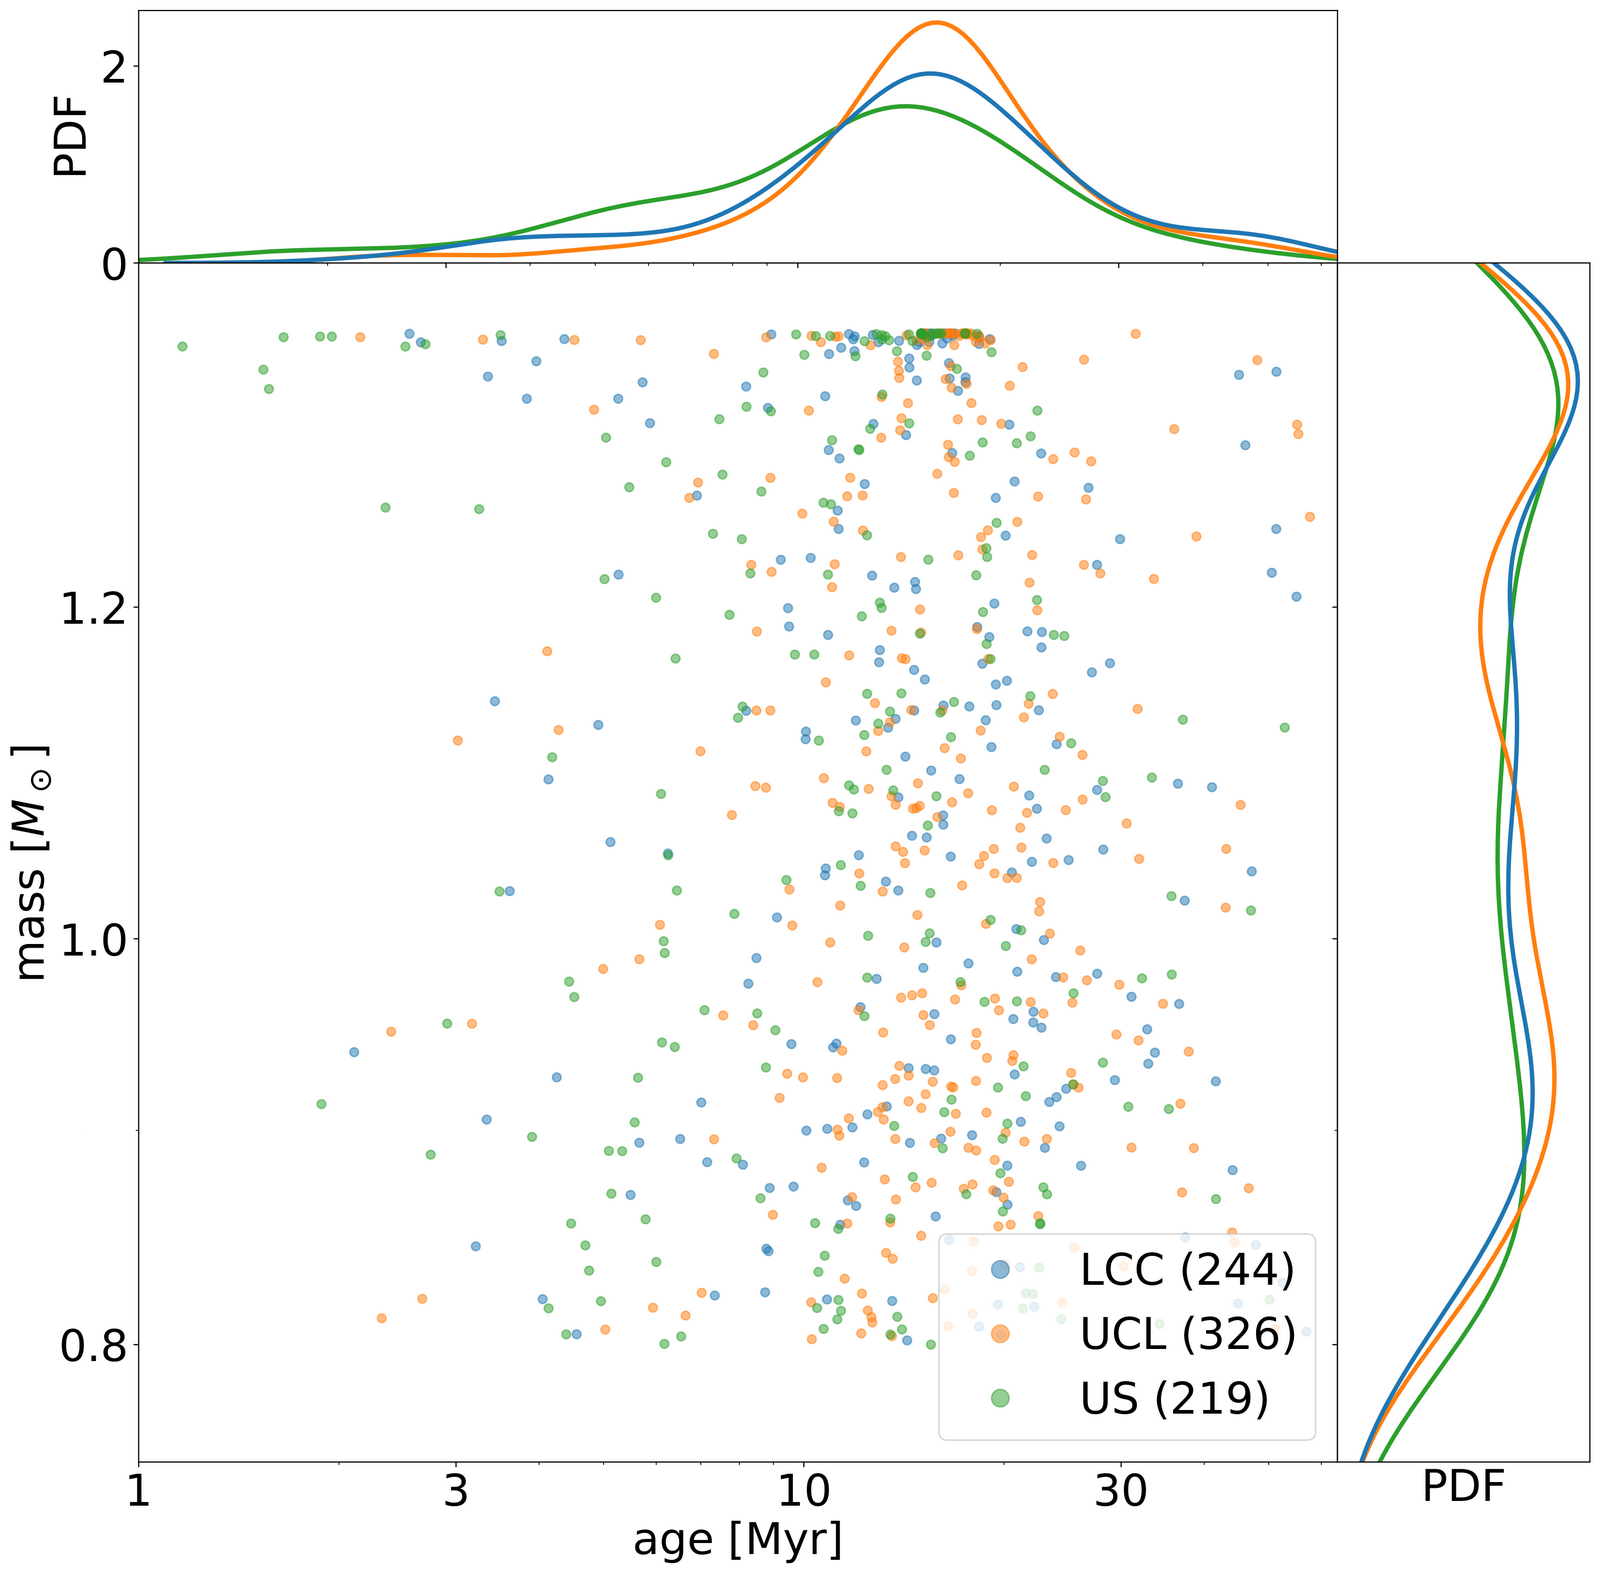 2
0
PDF
1.2
1.0
0.8
mass [M⊙]
LCC (244)
UCL (326)
US (219)
1
3
10
30
age [Myr]
PDF